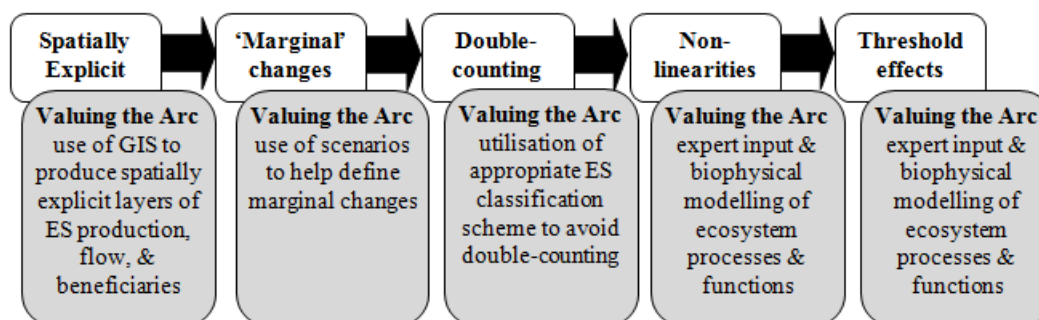 Spatially
Explicit
‘Marginal’
changes
Double-
counting
Non-
linearities
Threshold
effects
Valuing the Arc
use of GIS to
produce spatially
explicit layers of
ES production,
flow, &
beneficiaries
Valuing the Arc
use of scenarios
to help define
marginal changes
Valuing the Arc
utilisation of
appropriate ES
classification
scheme to avoid
double-counting
Valuing the Arc
expert input &
biophysical
modelling of
ecosystem
processes &
functions
Valuing the Arc
expert input &
biophysical
modelling of
ecosystem
processes &
functions